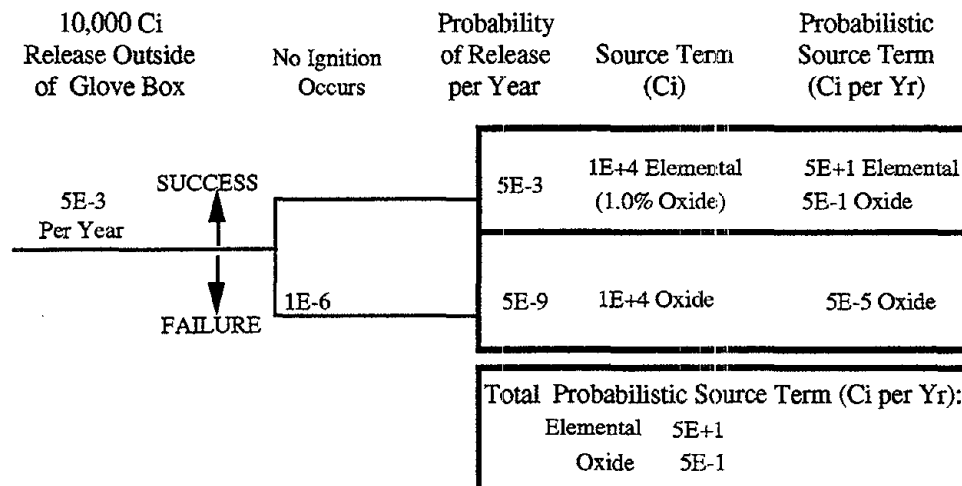 10,000 Ci
Release Outside
of Glove Box
No Ignition
Occurs
Probability
of Release
per Year
Source Term
(Ci)
Probabilistic
Source Term
(Ci per Yr)
5E-3
Per Year
SUCCESS
FAILURE
1E-6
5E-3
1E+4 Elemental
(1.0% Oxide)
5E+1 Elemental
5E-1 Oxide
5E-9
1E+4 Oxide
5E-5 Oxide
Total Probabilistic Source Term (Ci per Yr):
Elemental 5E+1
Oxide 5E-1